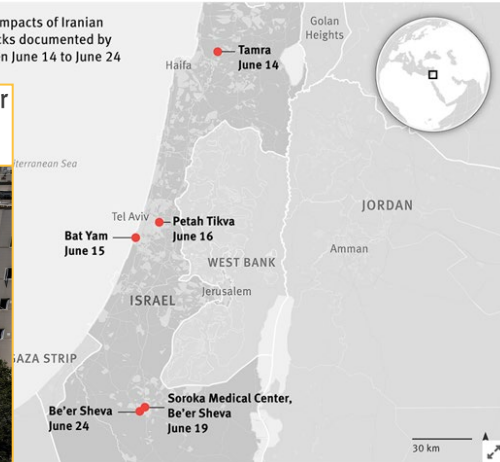 mpacts of Iranian
cks documented by
n June 14 to June 24
r
Golan
Heights
Tamra
June 14
Haifa
iterranean Sea
JORDAN
Tel Aviv
Petah Tikva
June 16
Bat Yam
June 15
Amman
WEST BANK
Jerusalem
ISRAEL
GAZA STRIP
Soroka Medical Center,
Be'er Sheva
June 19
Be'er Sheva
June 24
30 km